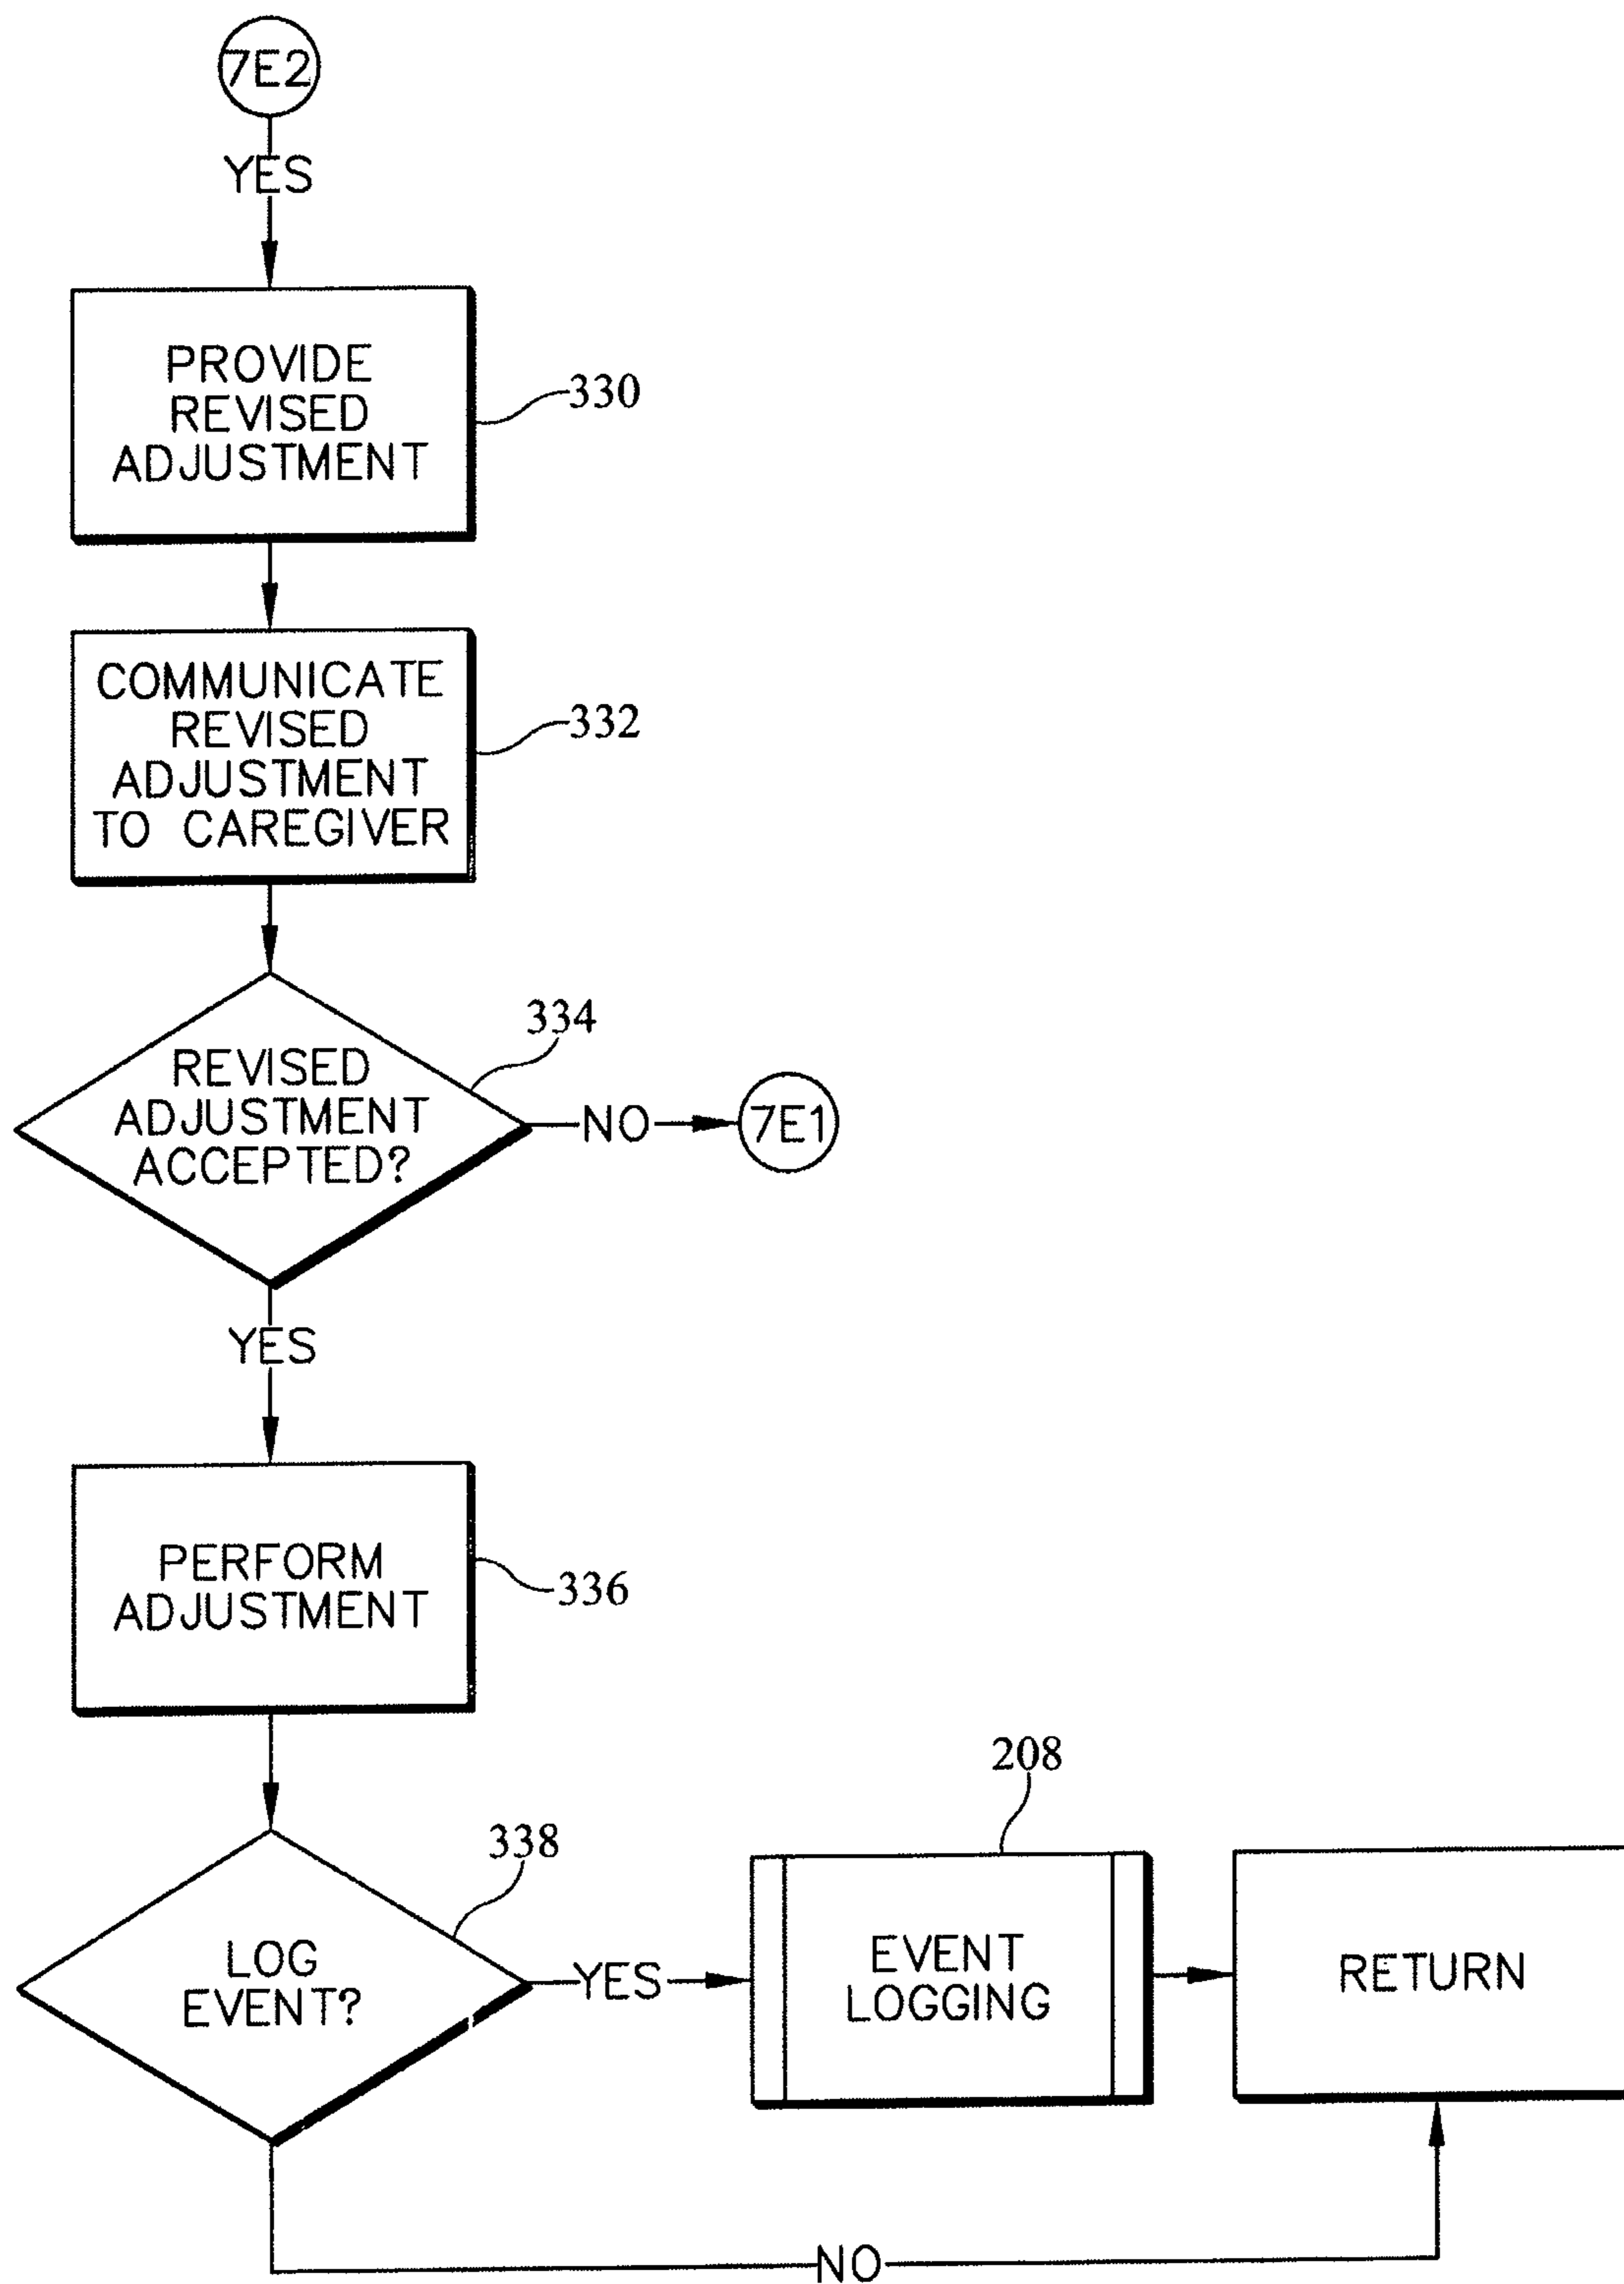 7E2
YES
PROVIDE
REVISED
ADJUSTMENT
330
COMMUNICATE
REVISED
ADJUSTMENT
TO CAREGIVER
332
334
REVISED
ADJUSTMENT
ACCEPTED?
NO
7E1
YES
PERFORM
ADJUSTMENT
336
338
LOG
EVENT?
YES
208
EVENT
LOGGING
RETURN
NO